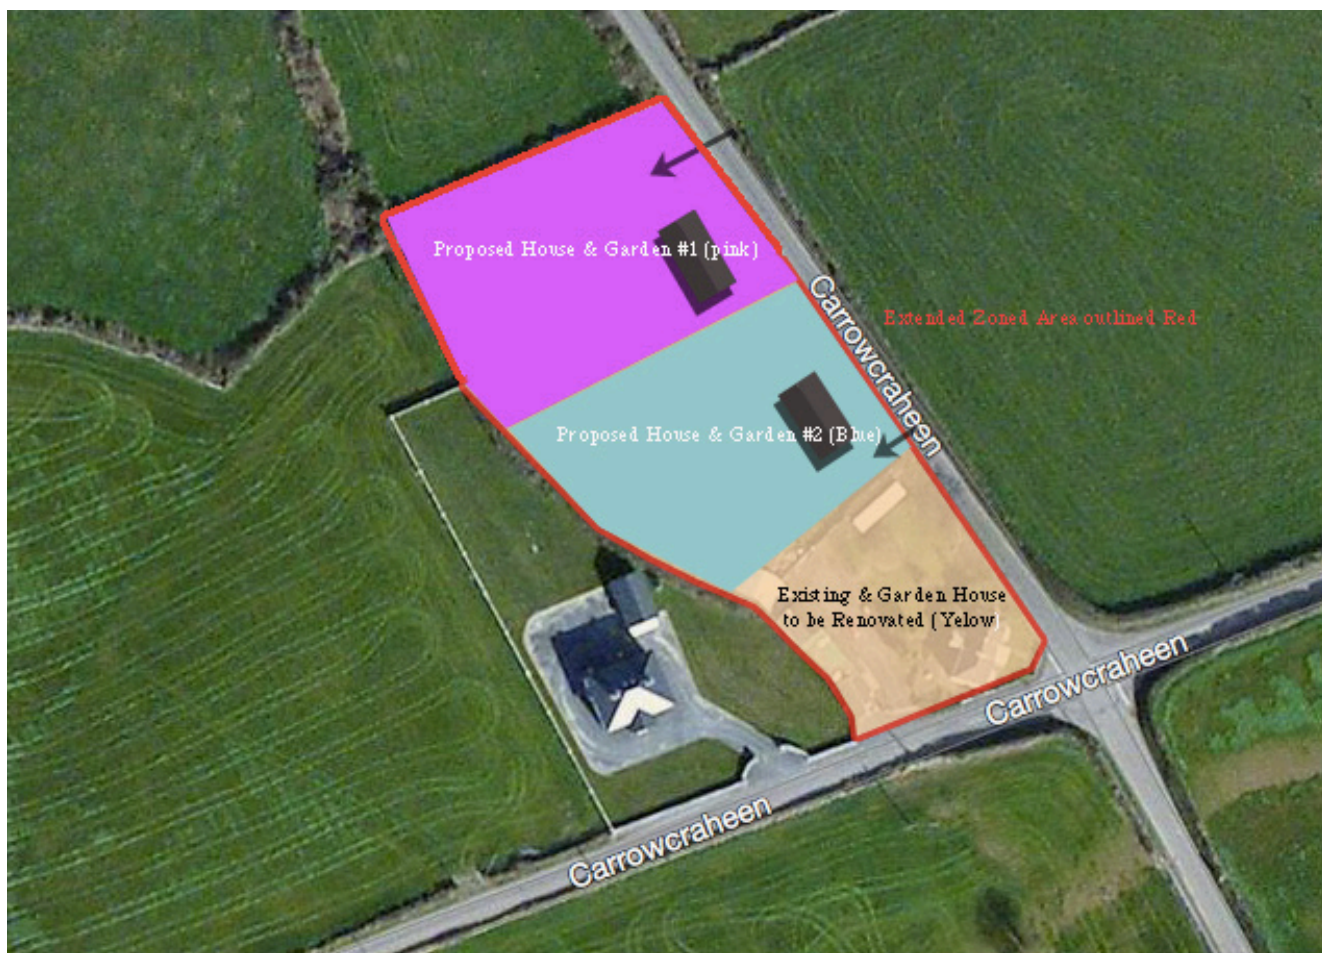 Proposed House & Garden #1 (pink)
Carrowcraheen
Extended Zoned Area outlined Red
Proposed House & Garden #2 (Blue)
Existing & Garden House
to be Renovated (Yelow)
Carrowcraheen
Carrowcraheen